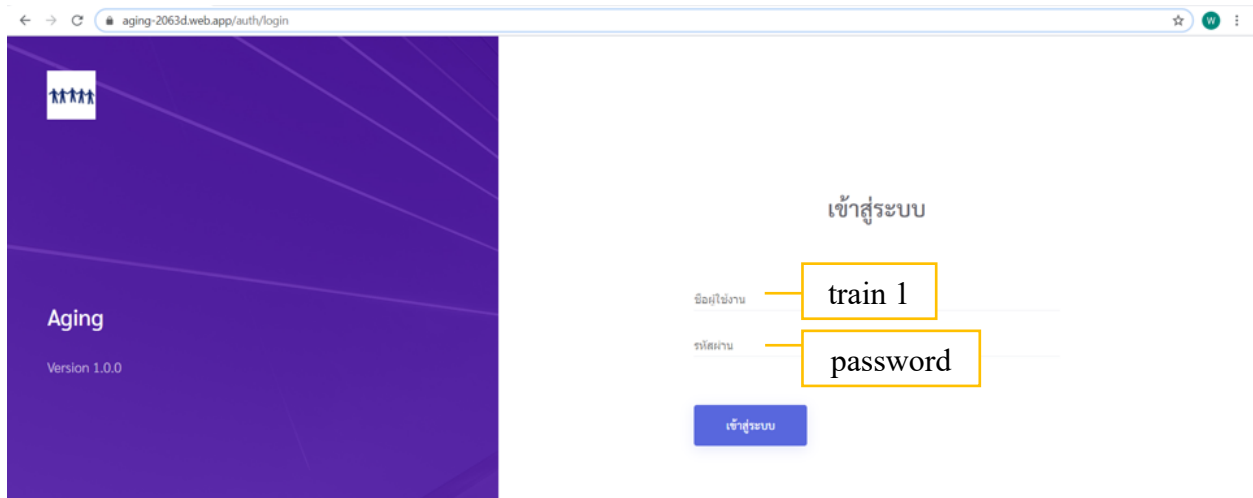 aging-2063d.web.app/auth/login
W
เข้าสู่ระบบ
ชื่อผู้ใช้งาน
train 1
Aging
รหัสผ่าน
password
Version 1.0.0
เข้าสู่ระบบ